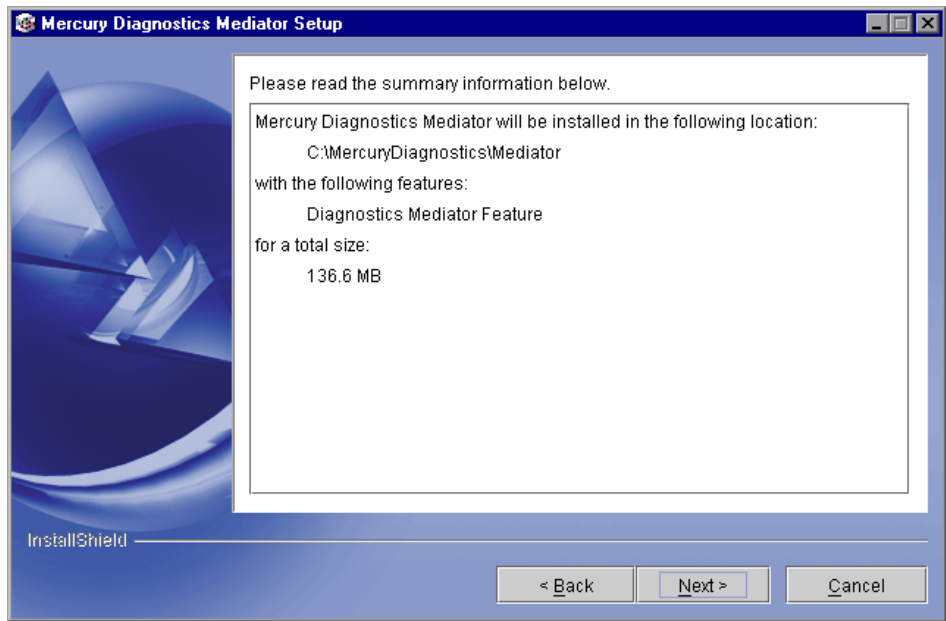 Mercury Diagnostics Mediator Setup
Please read the summary information below.
Mercury Diagnostics Mediator will be installed in the following location:
C:\MercuryDiagnostics\Mediator
with the following features:
Diagnostics Mediator Feature
for a total size:
136.6 MB
InstallShield
< Back Next > Cancel